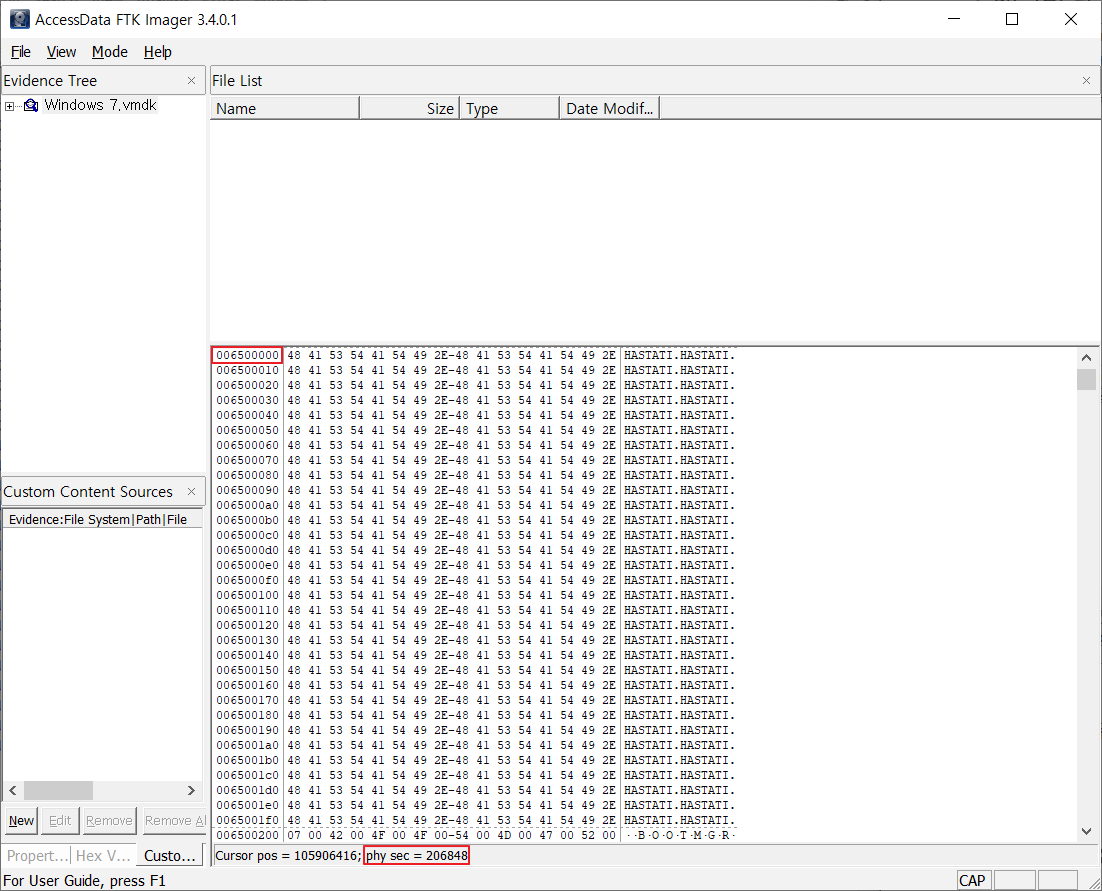 AccessData FTK Imager 3.4.0.1
File View Mode Help
Evidence Tree
Windows 7.vmdk
File List
Name Size Type Date Modif...
006500000 48 41 53 54 41 54 49 2E-48 41 53 54 41 54 49 2E HASTATI.HASTATI.
006500010 48 41 53 54 41 54 49 2E-48 41 53 54 41 54 49 2E HASTATI.HASTATI.
006500020 48 41 53 54 41 54 49 2E-48 41 53 54 41 54 49 2E HASTATI.HASTATI.
006500030 48 41 53 54 41 54 49 2E-48 41 53 54 41 54 49 2E HASTATI.HASTATI.
006500040 48 41 53 54 41 54 49 2E-48 41 53 54 41 54 49 2E HASTATI.HASTATI.
006500050 48 41 53 54 41 54 49 2E-48 41 53 54 41 54 49 2E HASTATI.HASTATI.
006500060 48 41 53 54 41 54 49 2E-48 41 53 54 41 54 49 2E HASTATI.HASTATI.
006500070 48 41 53 54 41 54 49 2E-48 41 53 54 41 54 49 2E HASTATI.HASTATI.
006500080 48 41 53 54 41 54 49 2E-48 41 53 54 41 54 49 2E HASTATI.HASTATI.
006500090 48 41 53 54 41 54 49 2E-48 41 53 54 41 54 49 2E HASTATI.HASTATI.
0065000a0 48 41 53 54 41 54 49 2E-48 41 53 54 41 54 49 2E HASTATI.HASTATI.
0065000b0 48 41 53 54 41 54 49 2E-48 41 53 54 41 54 49 2E HASTATI.HASTATI.
0065000c0 48 41 53 54 41 54 49 2E-48 41 53 54 41 54 49 2E HASTATI.HASTATI.
0065000d0 48 41 53 54 41 54 49 2E-48 41 53 54 41 54 49 2E HASTATI.HASTATI.
0065000e0 48 41 53 54 41 54 49 2E-48 41 53 54 41 54 49 2E HASTATI.HASTATI.
0065000f0 48 41 53 54 41 54 49 2E-48 41 53 54 41 54 49 2E HASTATI.HASTATI.
006500100 48 41 53 54 41 54 49 2E-48 41 53 54 41 54 49 2E HASTATI.HASTATI.
006500110 48 41 53 54 41 54 49 2E-48 41 53 54 41 54 49 2E HASTATI.HASTATI.
006500120 48 41 53 54 41 54 49 2E-48 41 53 54 41 54 49 2E HASTATI.HASTATI.
006500130 48 41 53 54 41 54 49 2E-48 41 53 54 41 54 49 2E HASTATI.HASTATI.
006500140 48 41 53 54 41 54 49 2E-48 41 53 54 41 54 49 2E HASTATI.HASTATI.
006500150 48 41 53 54 41 54 49 2E-48 41 53 54 41 54 49 2E HASTATI.HASTATI.
006500160 48 41 53 54 41 54 49 2E-48 41 53 54 41 54 49 2E HASTATI.HASTATI.
006500170 48 41 53 54 41 54 49 2E-48 41 53 54 41 54 49 2E HASTATI.HASTATI.
006500180 48 41 53 54 41 54 49 2E-48 41 53 54 41 54 49 2E HASTATI.HASTATI.
006500190 48 41 53 54 41 54 49 2E-48 41 53 54 41 54 49 2E HASTATI.HASTATI.
0065001a0 48 41 53 54 41 54 49 2E-48 41 53 54 41 54 49 2E HASTATI.HASTATI.
0065001b0 48 41 53 54 41 54 49 2E-48 41 53 54 41 54 49 2E HASTATI.HASTATI.
0065001c0 48 41 53 54 41 54 49 2E-48 41 53 54 41 54 49 2E HASTATI.HASTATI.
0065001d0 48 41 53 54 41 54 49 2E-48 41 53 54 41 54 49 2E HASTATI.HASTATI.
0065001e0 48 41 53 54 41 54 49 2E-48 41 53 54 41 54 49 2E HASTATI.HASTATI.
0065001f0 48 41 53 54 41 54 49 2E-48 41 53 54 41 54 49 2E HASTATI.HASTATI.
006500200 07 00 42 00 4F 00 4F 00-54 00 4D 00 47 00 52 00 ··B·O·O·T·M·G·R·
Cursor pos = 105906416; phy sec = 206848
Custom Content Sources
Evidence:File System|Path|File
New Edit Remove Remove Al
Propert... Hex V... Custo...
For User Guide, press F1
CAP